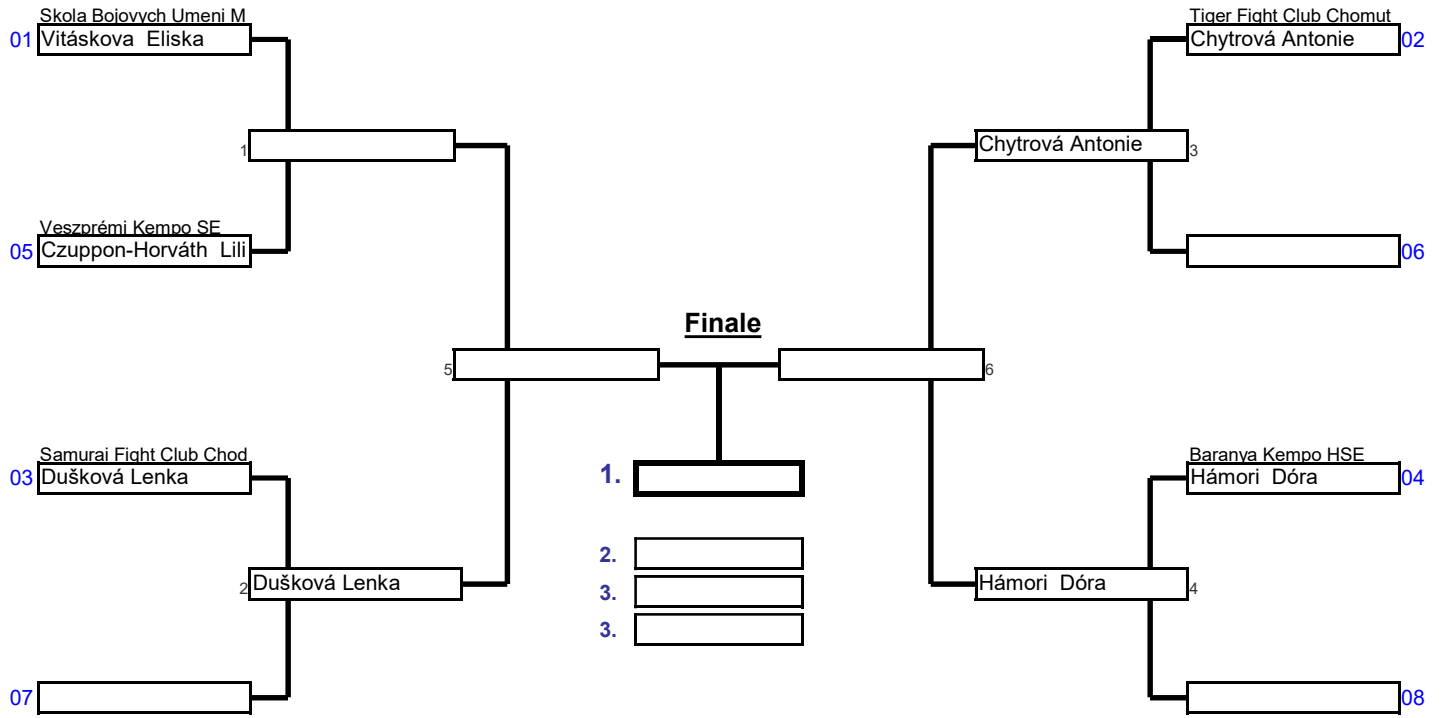 Skola Bojovych Umeni M
01 Vitáskova Eliska
1
Veszprémi Kempo SE
05 Czuppon-Horváth Lili
5
Samurai Fight Club Chod
03 Dušková Lenka
2 Dušková Lenka
07
Finale
1.
2.
3.
3.
Tiger Fight Club Chomut
Chytrová Antonie 02
Chytrová Antonie 3
06
6
Baranya Kempo HSE
Hámori Dóra 04
Hámori Dóra 4
08